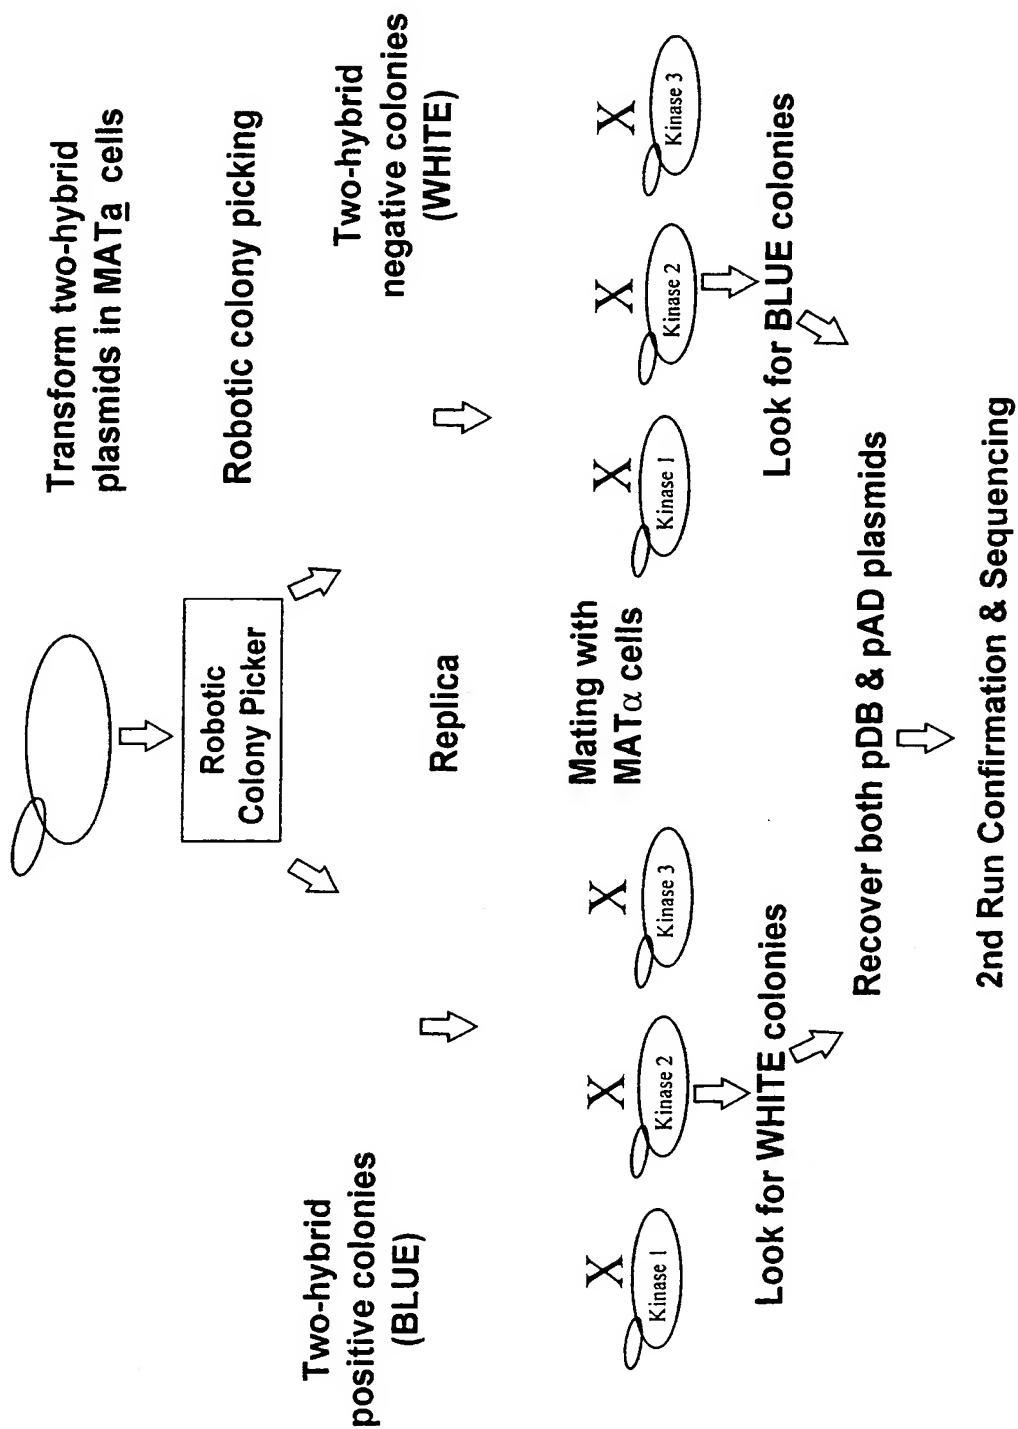 Transform two-hybrid
plasmids in MATa cells
Robotic
Colony Picker
Robotic colony picking
Two-hybrid
positive colonies
(BLUE)
Replica
Two-hybrid
negative colonies
(WHITE)
X
X
X
Kinase 1
Kinase 2
Kinase 3
Mating with
MATα cells
X
X
X
Kinase 1
Kinase 2
Kinase 3
Look for WHITE colonies
Look for BLUE colonies
Recover both pDB & pAD plasmids
2nd Run Confirmation & Sequencing